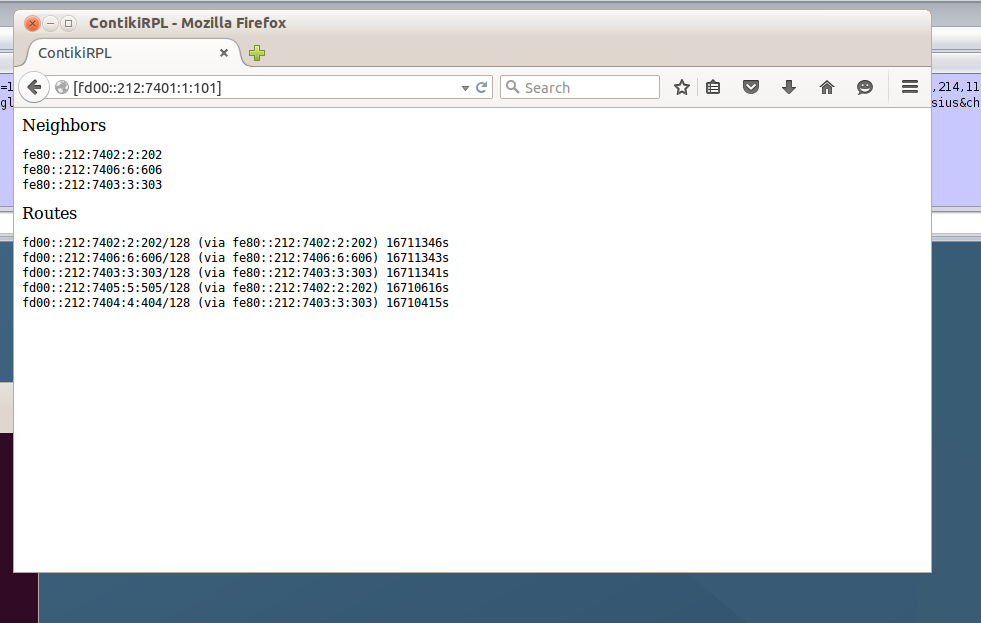 ContikiRPL - Mozilla Firefox
ContikiRPL
[fd00::212:7401:1:101]
Search
=1
gl
,214,11
sius&ch
Neighbors
fe80::212:7402:2:202
fe80::212:7406:6:606
fe80::212:7403:3:303
Routes
fd00::212:7402:2:202/128 (via fe80::212:7402:2:202) 16711346s
fd00::212:7406:6:606/128 (via fe80::212:7406:6:606) 16711343s
fd00::212:7403:3:303/128 (via fe80::212:7403:3:303) 16711341s
fd00::212:7405:5:505/128 (via fe80::212:7402:2:202) 16710616s
fd00::212:7404:4:404/128 (via fe80::212:7403:3:303) 16710415s